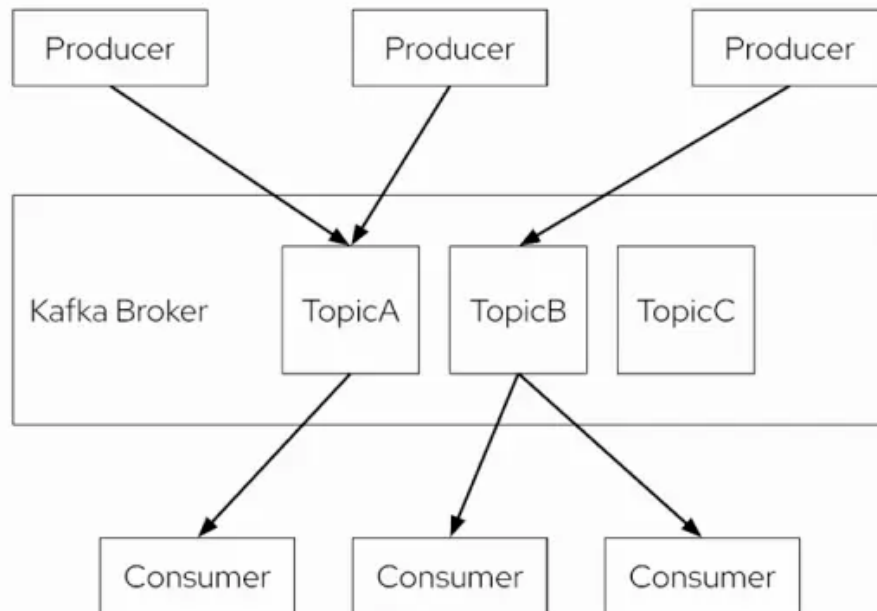 Producer
Producer
Producer
Kafka Broker
TopicA
TopicB
TopicC
Consumer
Consumer
Consumer